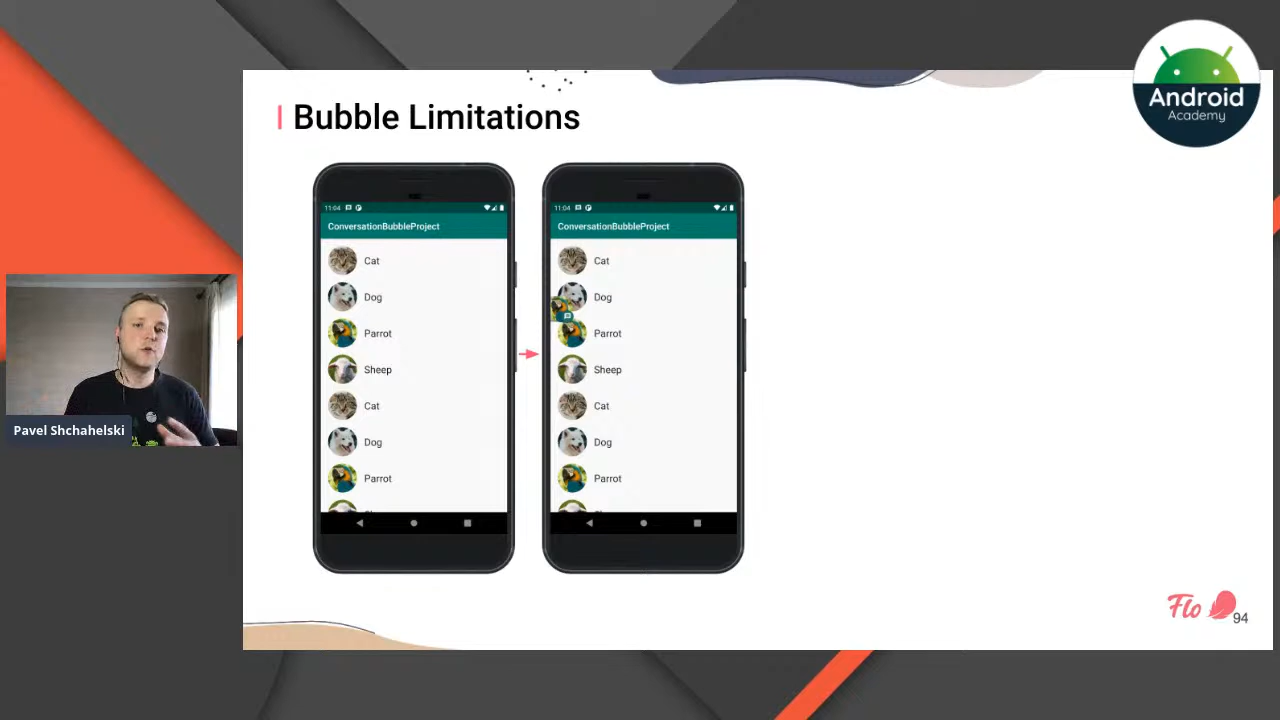 Android
Academy
Bubble Limitations
11:04
ConversationBubbleProject
Cat
Dog
Parrot
Sheep
Cat
Dog
Parrot
11:04
ConversationBubbleProject
Cat
Dog
Parrot
Sheep
Cat
Dog
Parrot
Pavel Shchahelski
Flo
94